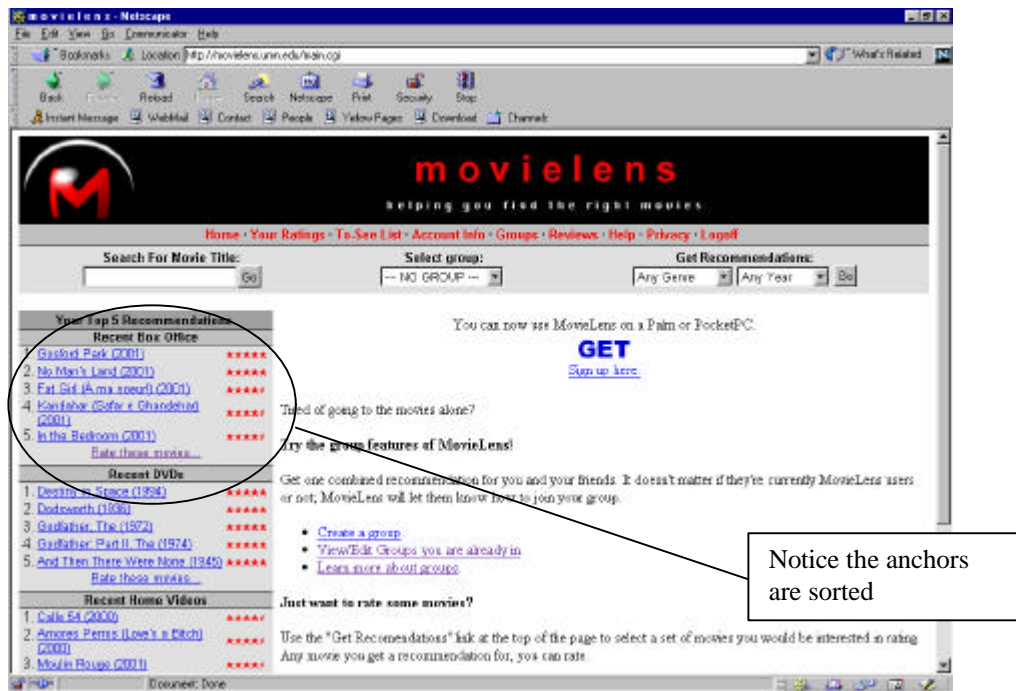 movielens - Netscape
File Edit View Go Communicator Help
Bookmarks Location: http://movielens.umn.edu/main.cgi What's Related
Back Reload Search Netscape Print Security Stop
Instant Message WebMail Contact People Yellow Pages Download Channels
movielens
helping you find the right movies
Home · Your Ratings · To-See List · Account Info · Groups · Reviews · Help · Privacy · Logoff
Search For Movie Title: Select group: Get Recommendations:
Go -- NO GROUP -- Any Genre Any Year Go
Your Top 5 Recommendations
Recent Box Office
1. Gosford Park (2001)
2. No Man's Land (2001)
3. Fat Girl (À ma soeur!) (2001)
4. Kandahar (Safar e Ghandehar)
(2001)
5. In the Bedroom (2001)
Rate these movies...
Recent DVDs
1. Destiny in Space (1994)
2. Dodsworth (1936)
3. Godfather, The (1972)
4. Godfather: Part II, The (1974)
5. And Then There Were None (1945)
Rate these movies...
Recent Home Videos
1. Calle 54 (2000)
2. Amores Perros (Love's a Bitch)
(2000)
3. Moulin Rouge (2001)
You can now use MovieLens on a Palm or PocketPC.
GET
Sign up here.
Tired of going to the movies alone?
Try the group features of MovieLens!
Get one combined recommendation for you and your friends. It doesn't matter if they're currently MovieLens users
or not; MovieLens will let them know how to join your group.
Create a group
View/Edit Groups you are already in
Learn more about groups.
Just want to rate some movies?
Use the "Get Recomendations" link at the top of the page to select a set of movies you would be interested in rating.
Any movie you get a recommendation for, you can rate.
Notice the anchors
are sorted
Document: Done